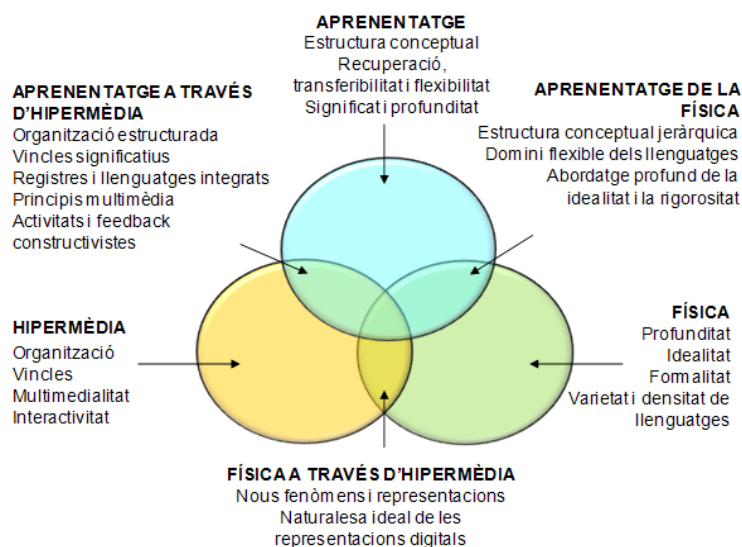 APRENENTATGE
Estructura conceptual
Recuperació,
transferibilitat i flexibilitat
Significat i profunditat
APRENENTATGE A TRAVÉS
D'HIPERMÈDIA
Organització estructurada
Vincles significatius
Registres i llenguatges integrats
Principis multimèdia
Activitats i feedback
constructivistes
APRENENTATGE DE LA
FÍSICA
Estructura conceptual jeràrquica
Domini flexible dels llenguatges
Abordatge profund de la
idealitat i la rigorositat
HIPERMÈDIA
Organització
Vincles
Multimedialitat
Interactivitat
FÍSICA
Profunditat
Idealitat
Formalitat
Varietat i densitat de
llenguatges
FÍSICA A TRAVÉS D'HIPERMÈDIA
Nous fenòmens i representacions
Naturalesa ideal de les
representacions digitals